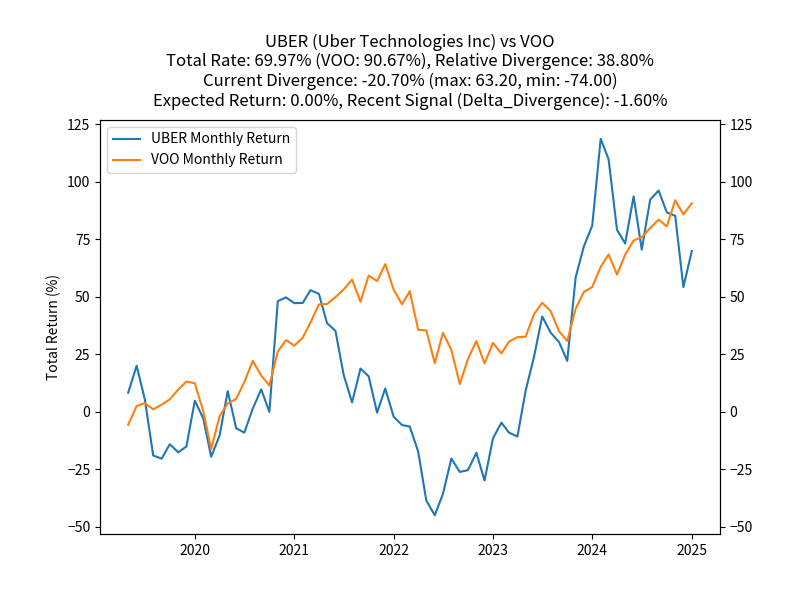 UBER (Uber Technologies Inc) vs VOO
Total Rate: 69.97% (VOO: 90.67%), Relative Divergence: 38.80%
Current Divergence: -20.70% (max: 63.20, min: -74.00)
Expected Return: 0.00%, Recent Signal (Delta_Divergence): -1.60%
UBER Monthly Return
VOO Monthly Return
Total Return (%)
125 125
100 100
75 75
50 50
25 25
0 0
−25 −25
−50 −50
2020 2021 2022 2023 2024 2025